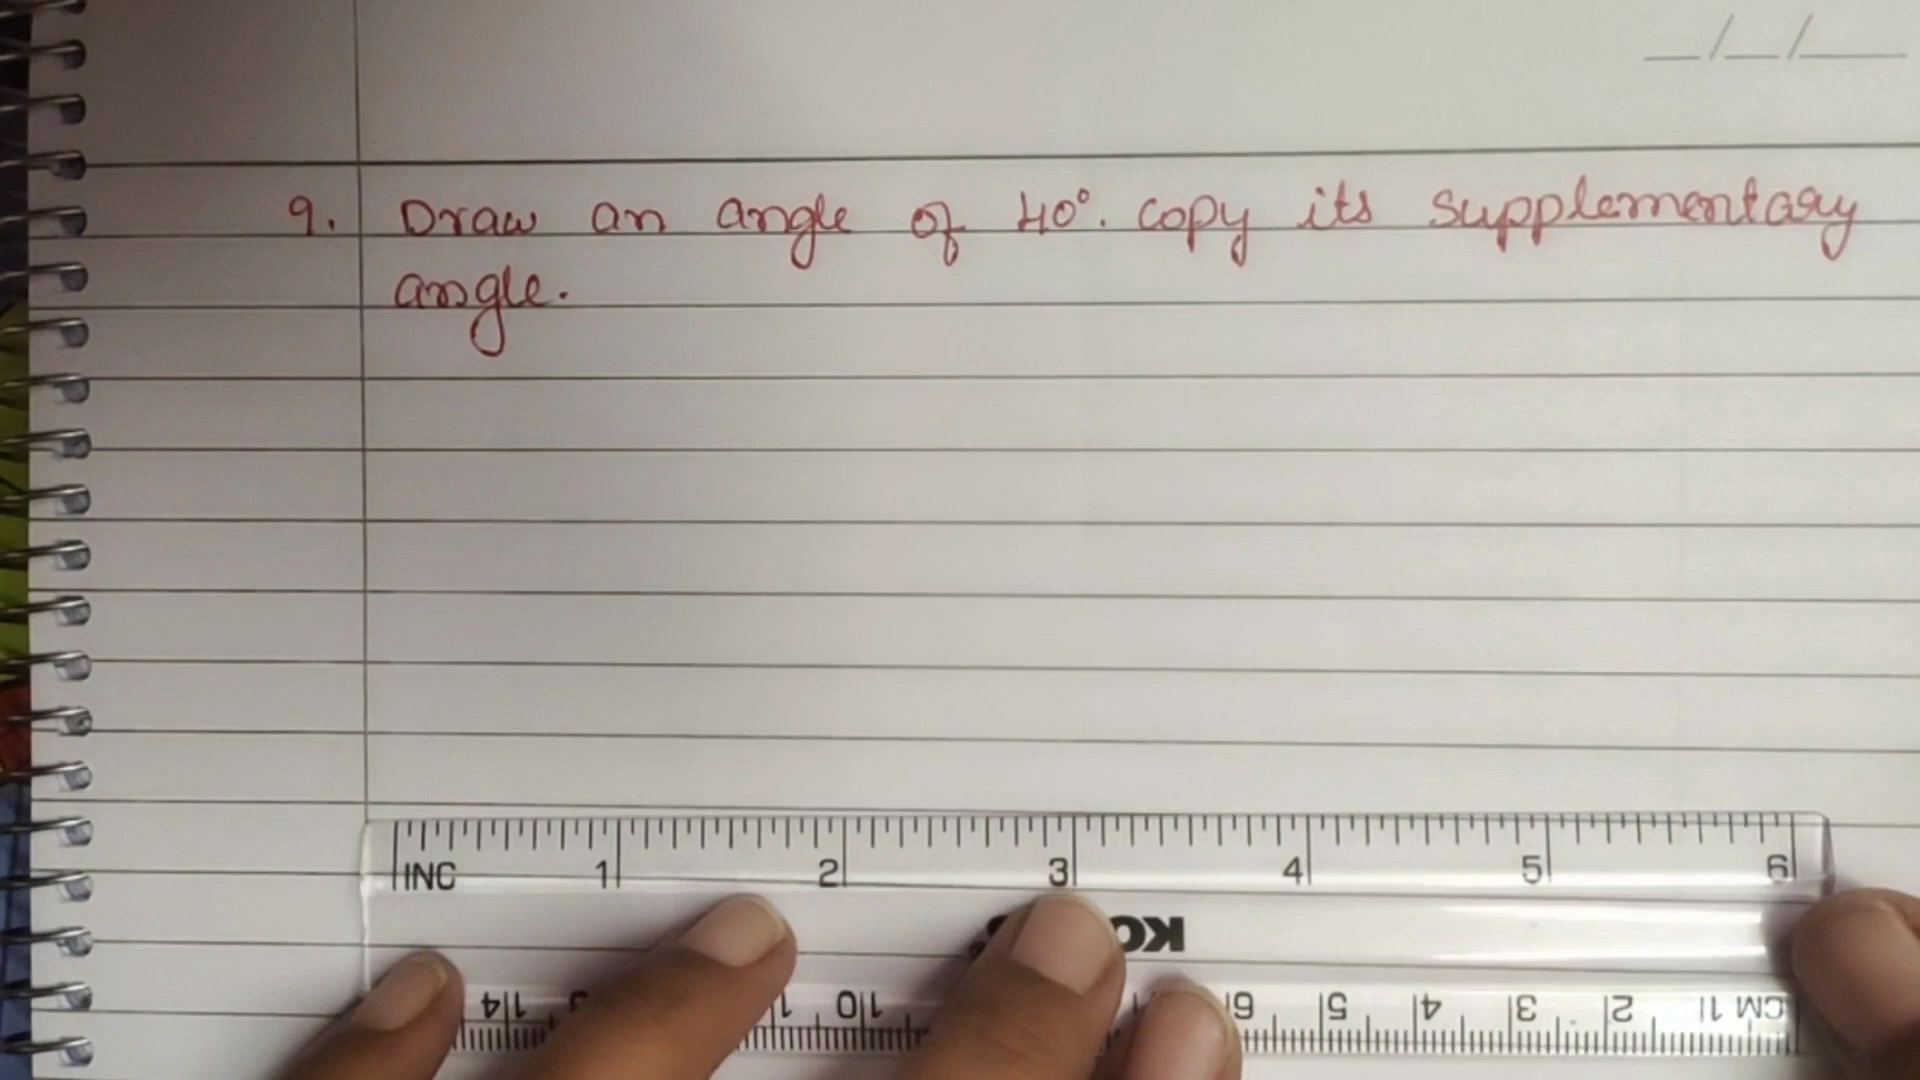 _/_/_
9. Draw an angle of 40°. copy its supplementary
angle.
INC 1 2 3 4 5 6
14 10 6 5 4 3 2 1 CM